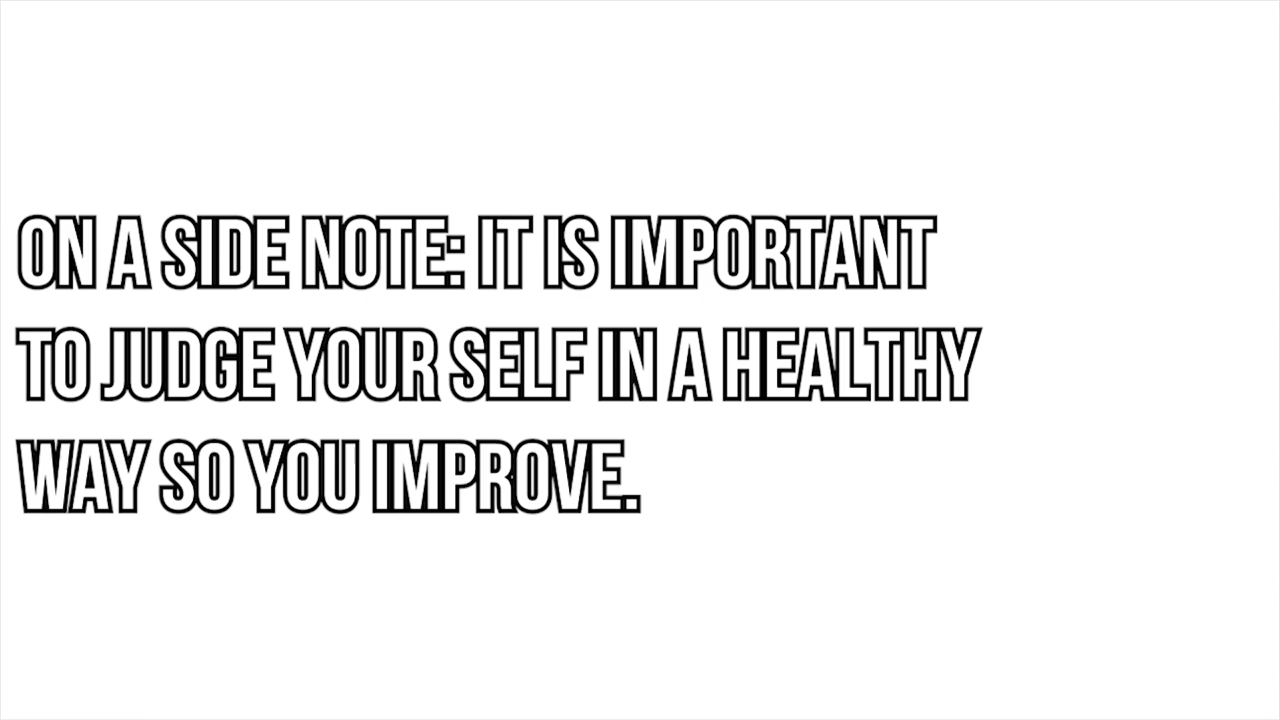 ON A SIDE NOTE: IT IS IMPORTANT
TO JUDGE YOUR SELF IN A HEALTHY
WAY SO YOU IMPROVE.